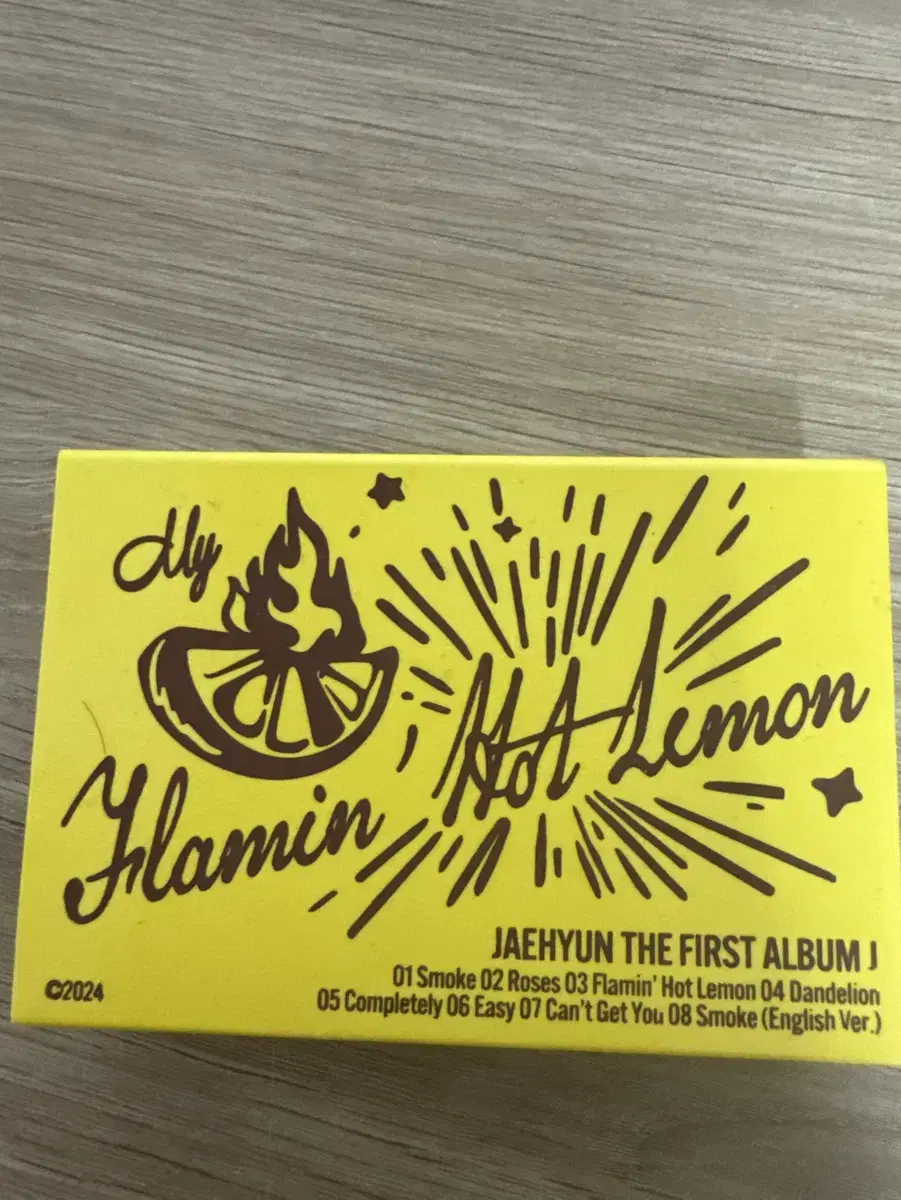 My
Flamin Hot Lemon
JAEHYUN THE FIRST ALBUM J
01 Smoke 02 Roses 03 Flamin' Hot Lemon 04 Dandelion
05 Completely 06 Easy 07 Can't Get You 08 Smoke (English Ver.)
©2024